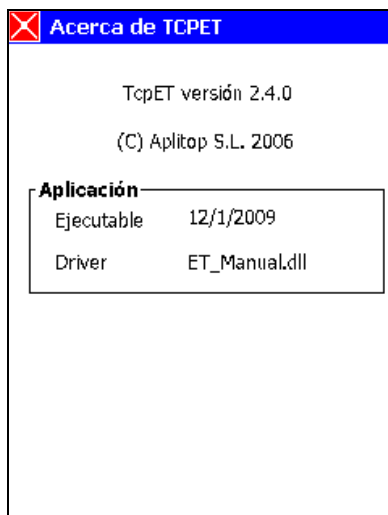 Acerca de TCPET
TcpET versión 2.4.0
(C) Aplitop S.L. 2006
Aplicación
Ejecutable 12/1/2009
Driver ET_Manual.dll